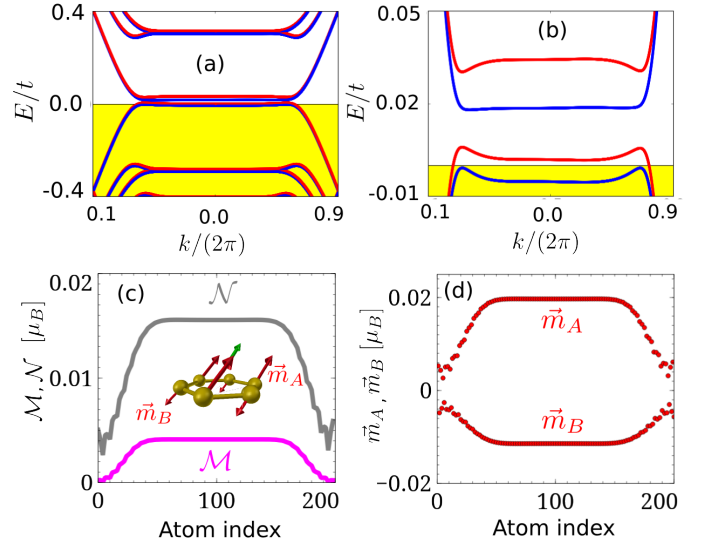 0.4
(a)
E/t
0.0
-0.4
0.1
0.0
0.9
k/(2π)
0.05
(b)
E/t
0.02
-0.01
0.1
0.0
0.9
k/(2π)
0.02
(c)
𝒩
ℳ, 𝒩 [μ_B]
0.01
m⃗_A
m⃗_B
ℳ
0
0
100
200
Atom index
(d)
0.02
m⃗_A
m⃗_A, m⃗_B [μ_B]
0
m⃗_B
−0.02
0
100
200
Atom index